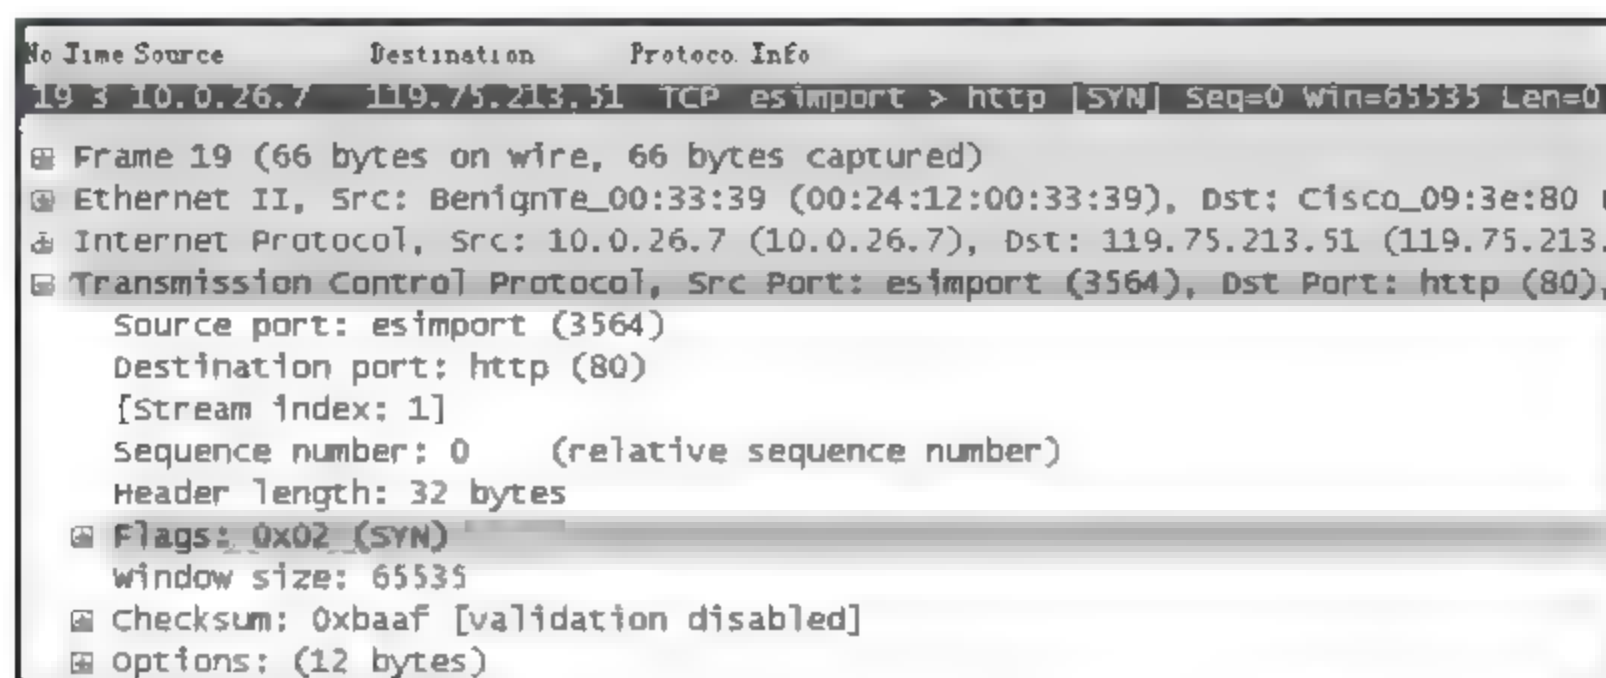 No Time Source Destination Protoco. Info
19 3 10.0.26.7 119.75.213.51 TCP esimport > http [SYN] Seq=0 Win=65535 Len=0
Frame 19 (66 bytes on wire, 66 bytes captured)
Ethernet II, Src: BenignTe_00:33:39 (00:24:12:00:33:39), Dst: Cisco_09:3e:80
Internet Protocol, Src: 10.0.26.7 (10.0.26.7), Dst: 119.75.213.51 (119.75.213.
Transmission Control Protocol, Src Port: esimport (3564), Dst Port: http (80),
Source port: esimport (3564)
Destination port: http (80)
[Stream index: 1]
Sequence number: 0 (relative sequence number)
Header length: 32 bytes
Flags: 0x02 (SYN)
Window size: 65535
Checksum: 0xbaaf [validation disabled]
Options: (12 bytes)